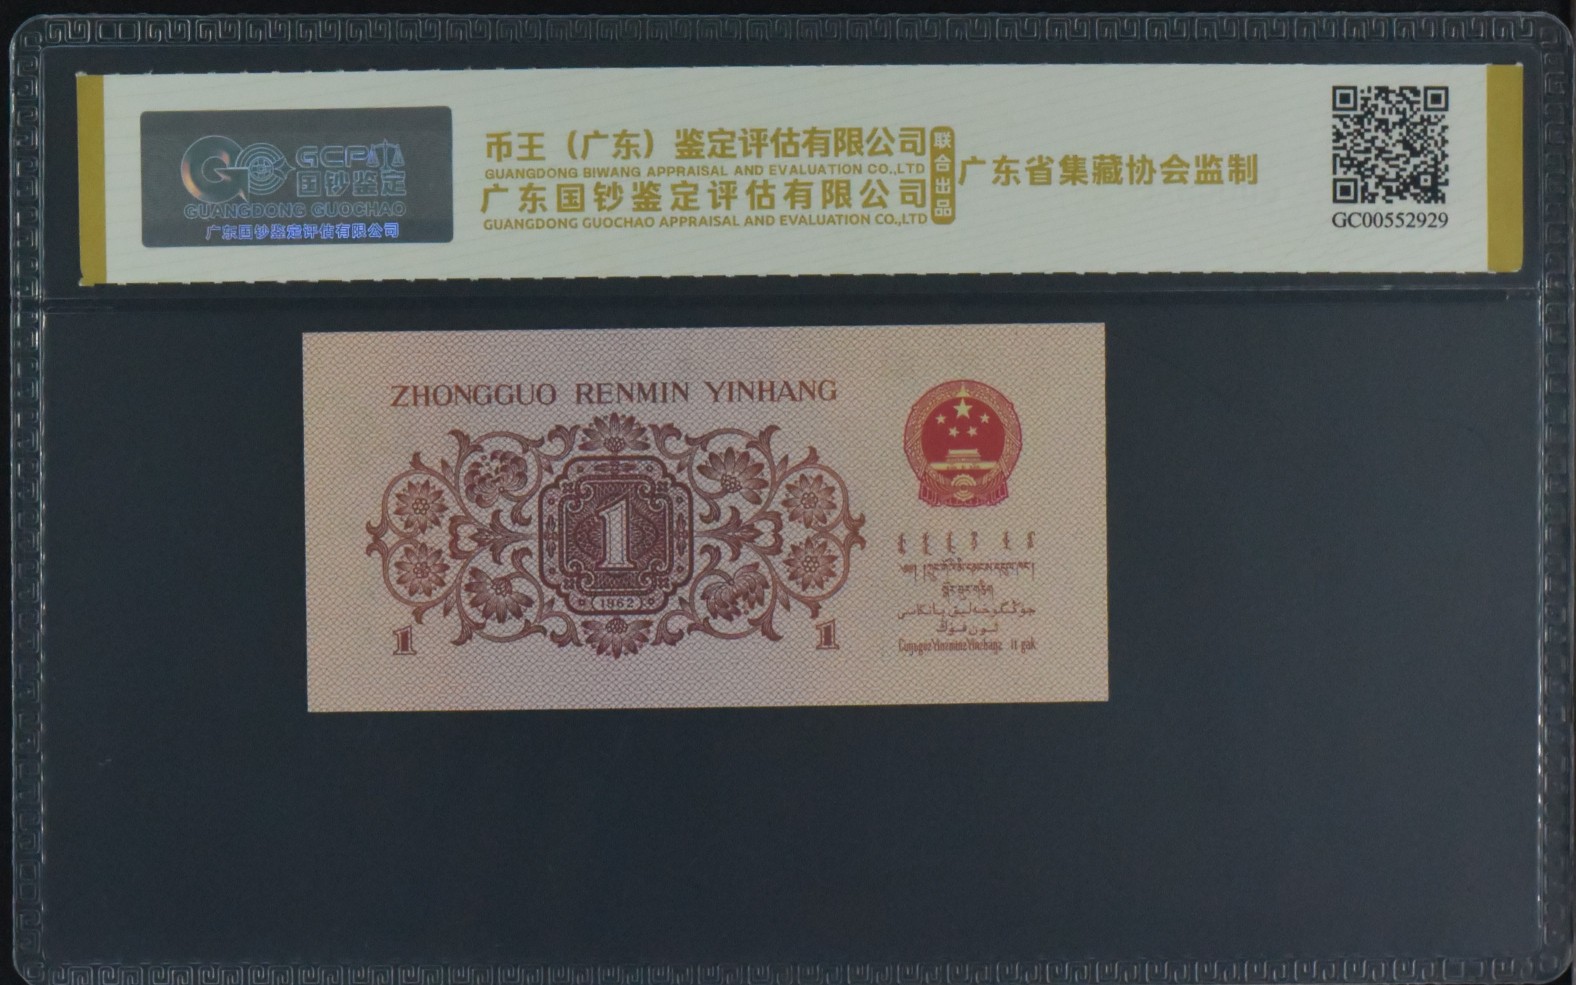 GCP
国钞鉴定
GUANGDONG GUOCHAO
广东国钞鉴定评估有限公司
币王（广东）鉴定评估有限公司
GUANGDONG BIWANG APPRAISAL AND EVALUATION CO.,LTD
广东国钞鉴定评估有限公司
GUANGDONG GUOCHAO APPRAISAL AND EVALUATION CO.,LTD
联合出品
广东省集藏协会监制
GC00552929
ZHONGGUO RENMIN YINHANG
1
1962
1
1